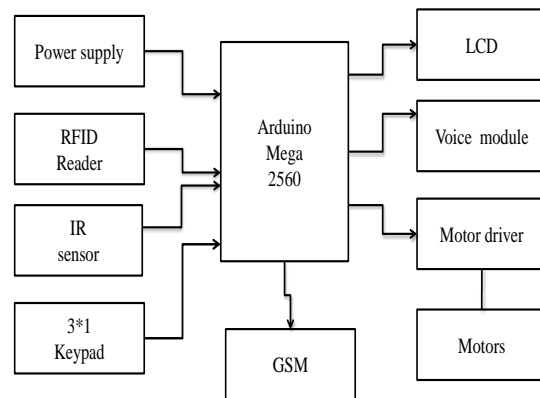 Power supply
RFID
Reader
IR
sensor
3*1
Keypad
Arduino
Mega
2560
GSM
LCD
Voice module
Motor driver
Motors